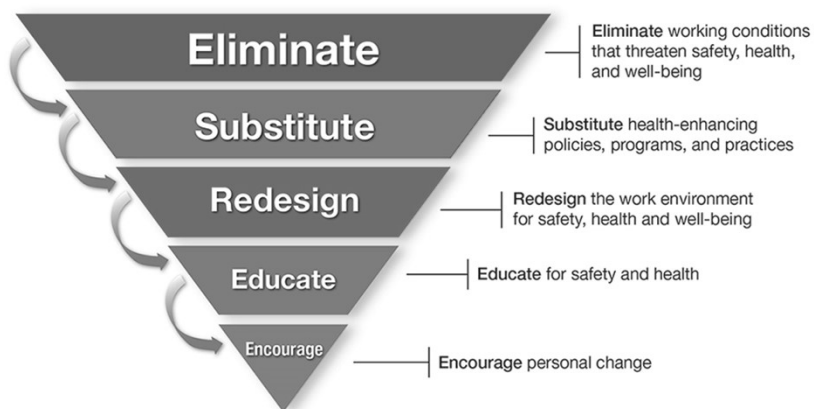 Eliminate
Eliminate working conditions
that threaten safety, health,
and well-being
Substitute
Substitute health-enhancing
policies, programs, and practices
Redesign
Redesign the work environment
for safety, health and well-being
Educate
Educate for safety and health
Encourage
Encourage personal change